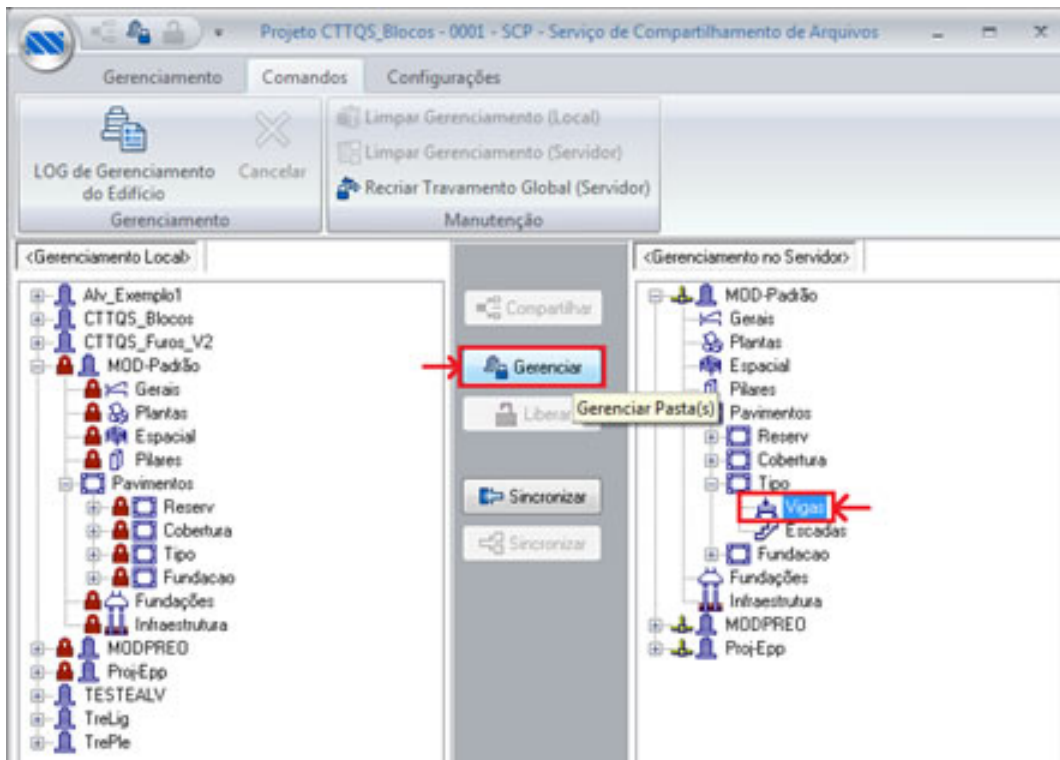 Projeto CTTQS_Blocos - 0001 - SCP - Serviço de Compartilhamento de Arquivos
Gerenciamento Comandos Configurações
LOG de Gerenciamento do Edifício
Cancelar
Gerenciamento
Limpar Gerenciamento (Local)
Limpar Gerenciamento (Servidor)
Recriar Travamento Global (Servidor)
Manutenção
<Gerenciamento Local>
Alv_Exemplo1
CTTQS_Blocos
CTTQS_Furos_V2
MOD-Padrão
Gerais
Plantas
Espacial
Pilares
Pavimentos
Reserv
Cobertura
Tipo
Fundacao
Fundações
Infraestrutura
MODPREO
Proj-Epp
TESTEALV
TreLig
TrePle
Compartilhar
Gerenciar
Liberar
Gerenciar Pasta(s)
Sincronizar
Sincronizar
<Gerenciamento no Servidor>
MOD-Padrão
Gerais
Plantas
Espacial
Pilares
Pavimentos
Reserv
Cobertura
Tipo
Vigas
Escadas
Fundacao
Fundações
Infraestrutura
MODPREO
Proj-Epp